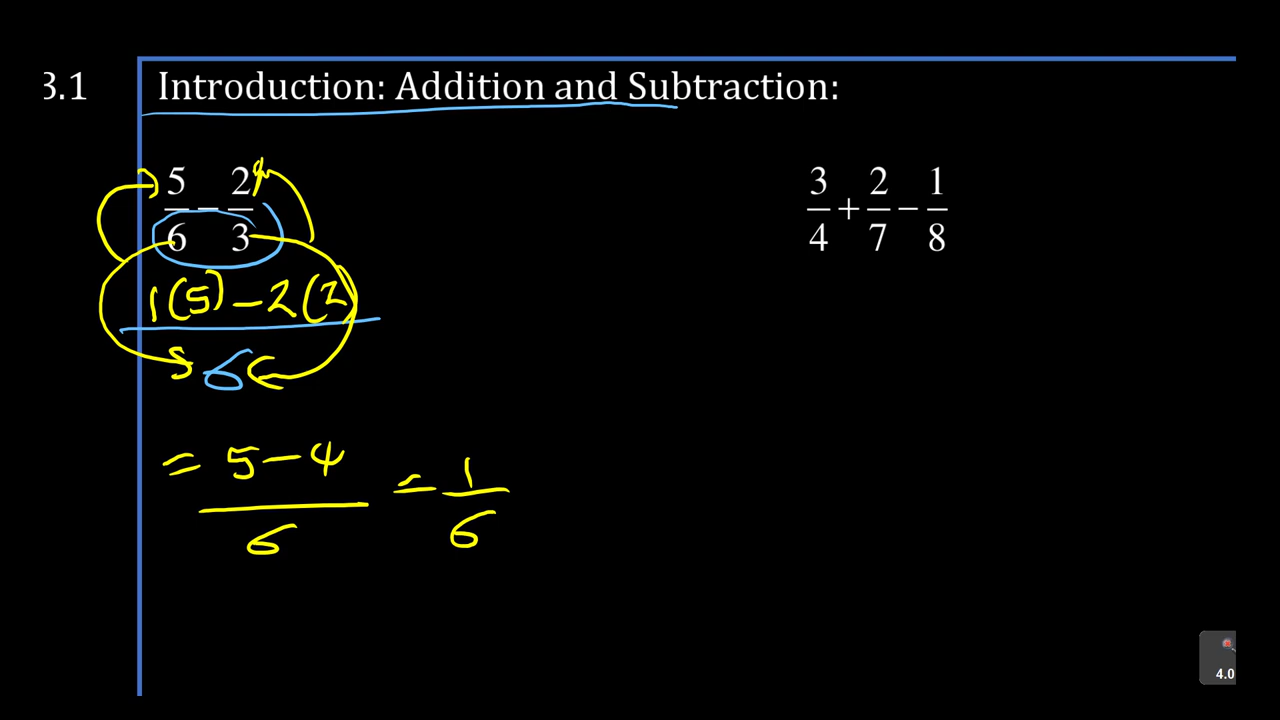 3.1 Introduction: Addition and Subtraction:
5/6 − 2/3
1(5) − 2(2)
6
= 5 − 4 / 6 = 1/6
3/4 + 2/7 − 1/8
4.0